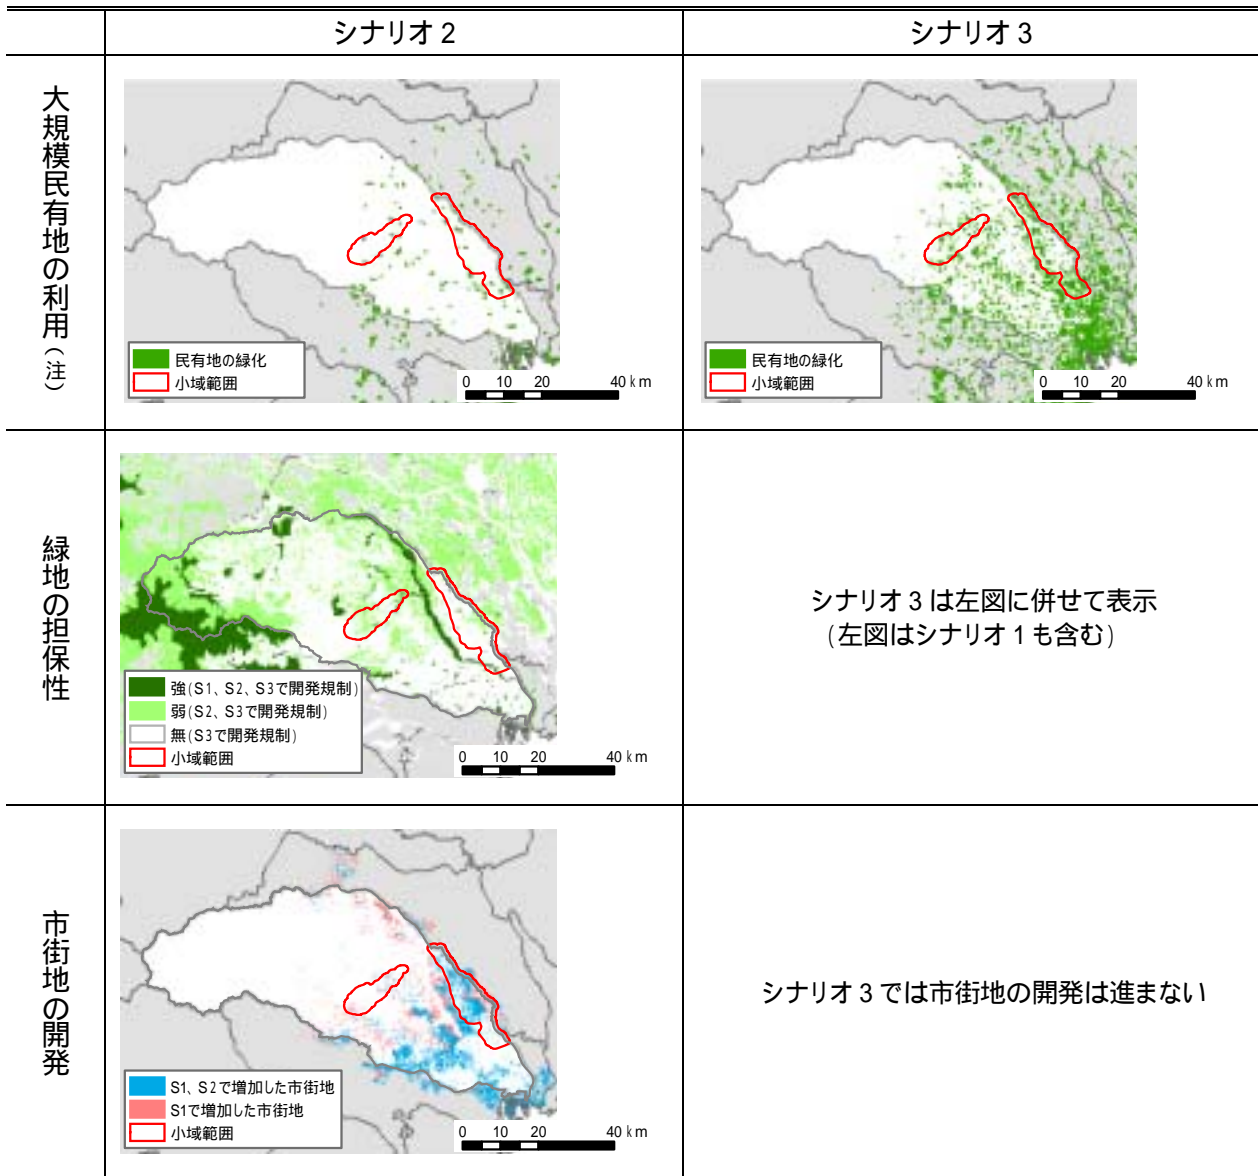 シナリオ 2
シナリオ 3
大規模民有地の利用（注）
民有地の緑化
小域範囲
0 10 20 40 km
民有地の緑化
小域範囲
0 10 20 40 km
緑地の担保性
強(S1、S2、S3で開発規制)
弱(S2、S3で開発規制)
無(S3で開発規制)
小域範囲
0 10 20 40 km
シナリオ 3 は左図に併せて表示
(左図はシナリオ 1 も含む)
市街地の開発
S1、S2で増加した市街地
S1で増加した市街地
小域範囲
0 10 20 40 km
シナリオ 3 では市街地の開発は進まない